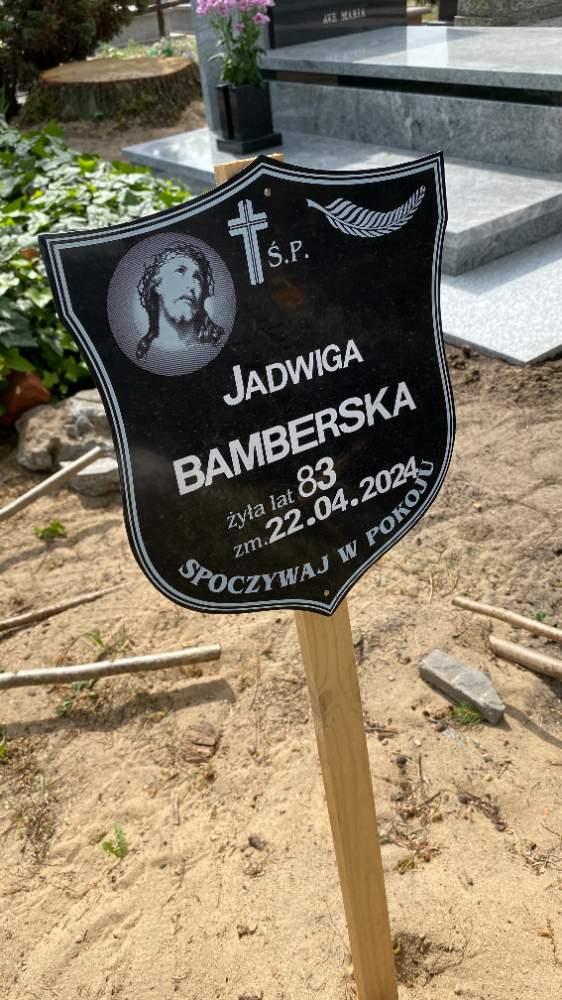 AVE MARIA
Ś.P.
JADWIGA
BAMBERSKA
żyła lat 83
zm. 22.04.2024
SPOCZYWAJ W POKOJU